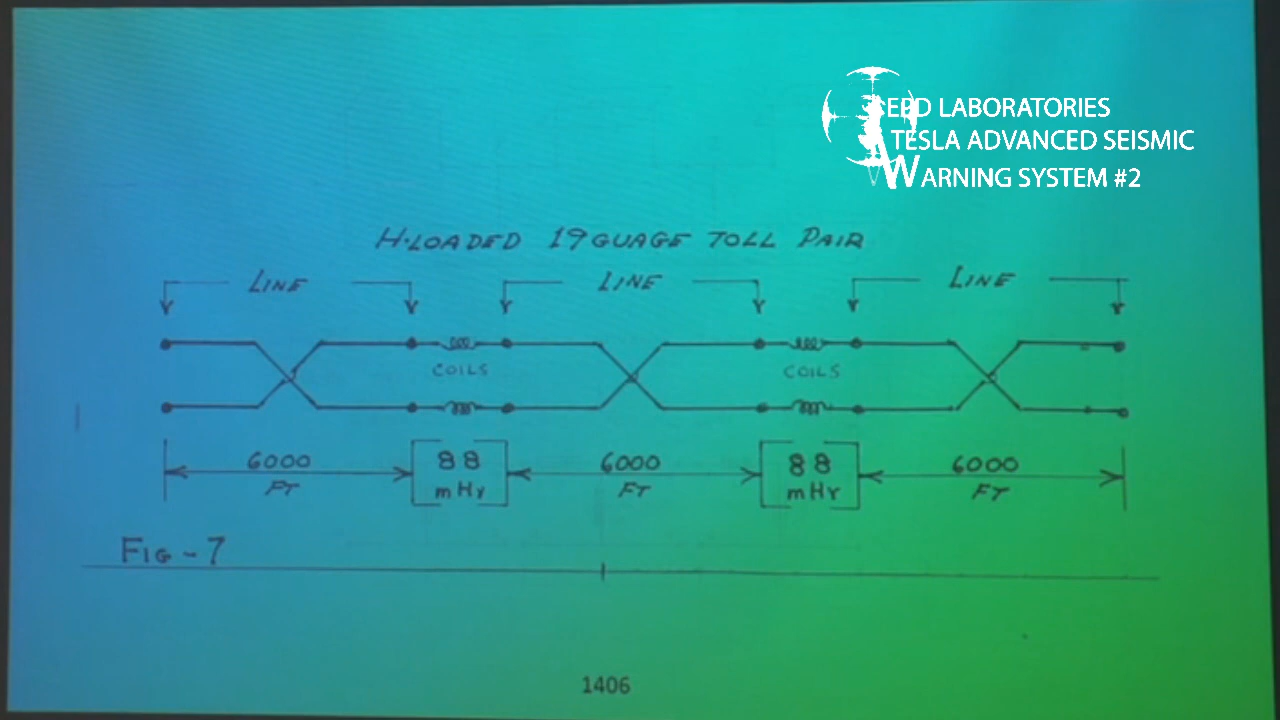 EPD LABORATORIES
TESLA ADVANCED SEISMIC
WARNING SYSTEM #2
H-LOADED 19 GUAGE TOLL PAIR
LINE LINE LINE
COILS COILS
6000 FT 88 mHy 6000 FT 88 mHy 6000 FT
FIG-7
1406